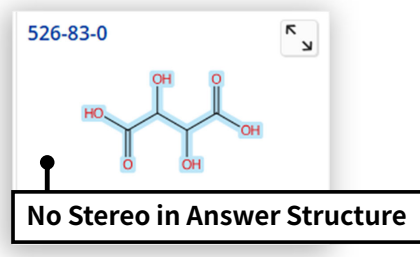 526-83-0
OH
O
HO
OH
O
OH
No Stereo in Answer Structure